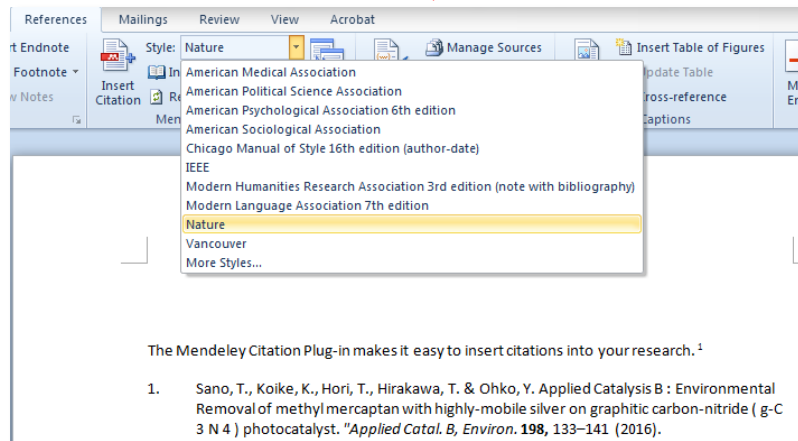 References Mailings Review View Acrobat
rt Endnote Style: Nature Manage Sources Insert Table of Figures
Footnote In Update Table
Insert
w Notes Citation Re Cross-reference
Men Captions
American Medical Association
American Political Science Association
American Psychological Association 6th edition
American Sociological Association
Chicago Manual of Style 16th edition (author-date)
IEEE
Modern Humanities Research Association 3rd edition (note with bibliography)
Modern Language Association 7th edition
Nature
Vancouver
More Styles...
The Mendeley Citation Plug-in makes it easy to insert citations into your research. 1
1. Sano, T., Koike, K., Hori, T., Hirakawa, T. & Ohko, Y. Applied Catalysis B : Environmental
Removal of methyl mercaptan with highly-mobile silver on graphitic carbon-nitride ( g-C
3 N 4 ) photocatalyst. "Applied Catal. B, Environ. 198, 133–141 (2016).